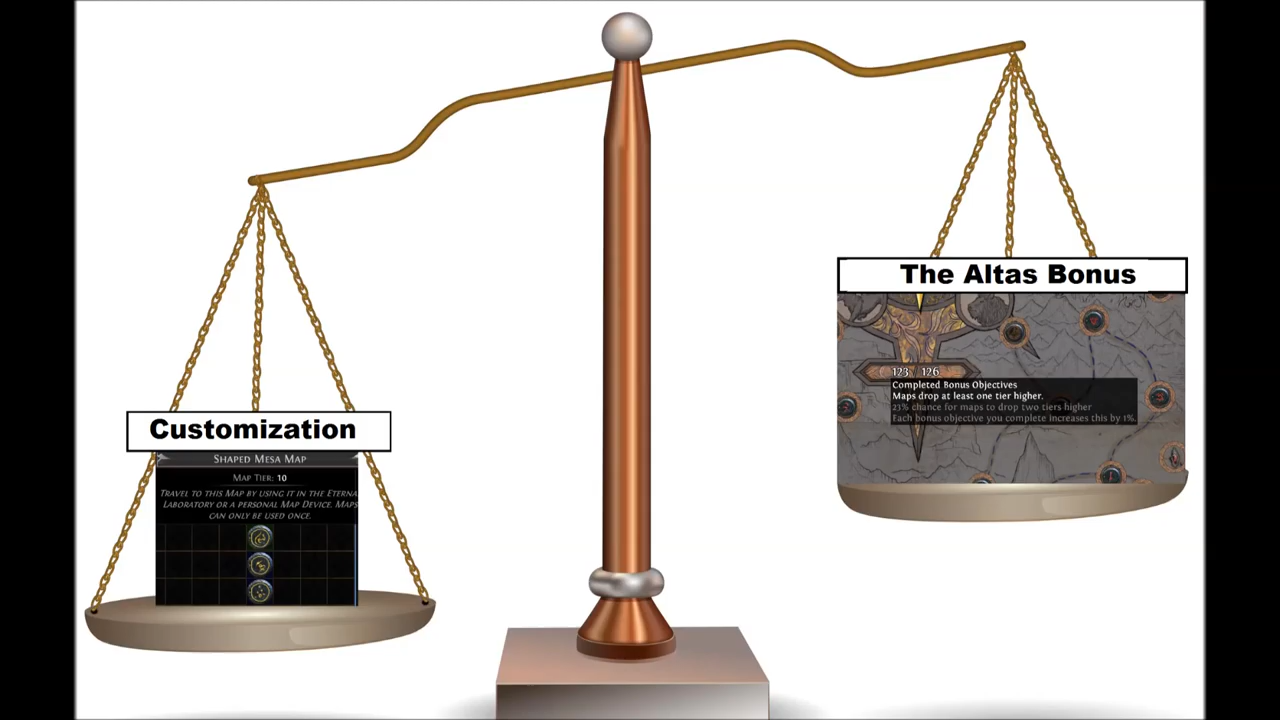 The Altas Bonus
123 / 126
Completed Bonus Objectives
Maps drop at least one tier higher.
23% chance for maps to drop two tiers higher
Each bonus objective you complete increases this by 1%.
Customization
Shaped Mesa Map
Map Tier: 10
Travel to this Map by using it in the Eterna
Laboratory or a personal Map Device. Maps
can only be used once.